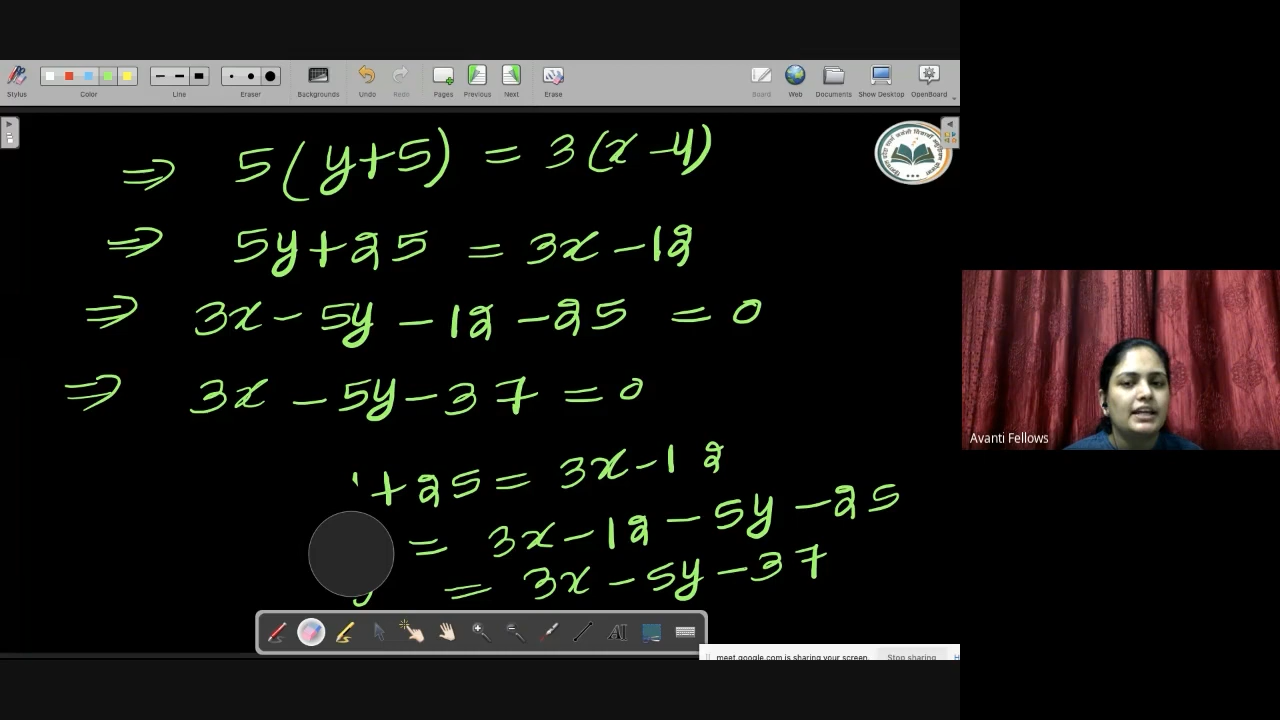 Stylus Color Line Eraser Backgrounds Undo Redo Pages Previous Next Erase Board Web Documents Show Desktop OpenBoard
⇒ 5(y+5) = 3(x-4)
⇒ 5y+25 = 3x-12
⇒ 3x-5y-12-25 = 0
⇒ 3x-5y-37=0
+25=3x-12
= 3x-12-5y-25
= 3x-5y-37
Avanti Fellows
meet.google.com is sharing your screen. Stop sharing